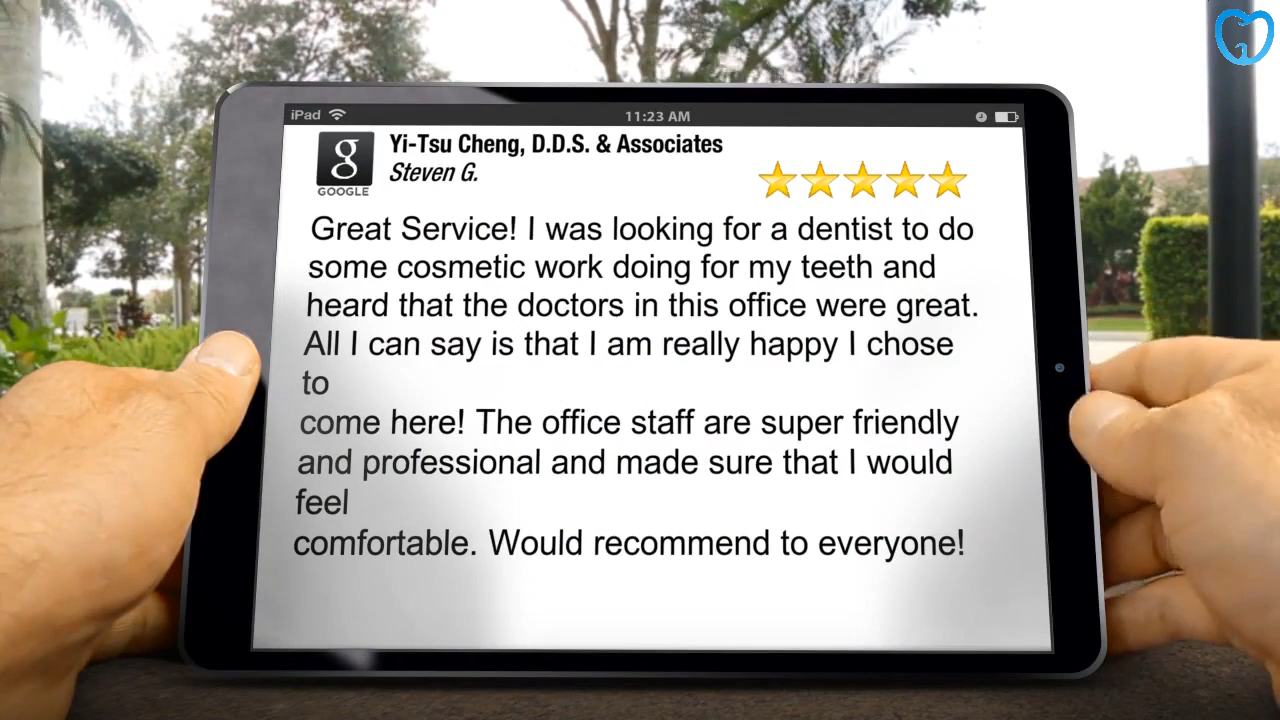 iPad 11:23 AM
g
GOOGLE
Yi-Tsu Cheng, D.D.S. & Associates
Steven G.
Great Service! I was looking for a dentist to do
some cosmetic work doing for my teeth and
heard that the doctors in this office were great.
All I can say is that I am really happy I chose
to
come here! The office staff are super friendly
and professional and made sure that I would
feel
comfortable. Would recommend to everyone!